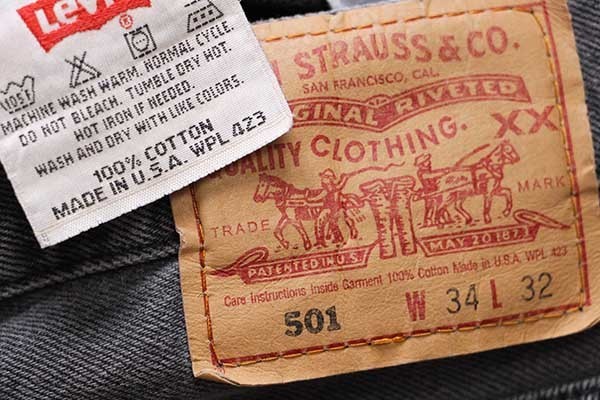 Levi's
MACHINE WASH WARM. NORMAL CYCLE.
DO NOT BLEACH. TUMBLE DRY HOT.
HOT IRON IF NEEDED.
WASH AND DRY WITH LIKE COLORS.
100% COTTON
MADE IN U.S.A. WPL 423
STRAUSS & CO.
SAN FRANCISCO, CAL.
RIVETED
QUALITY CLOTHING. XX
TRADE MARK
PATENTED IN U.S. MAY 20 1873
Care Instructions Inside Garment 100% Cotton Made in U.S.A. WPL 423
501 W 34 L 32